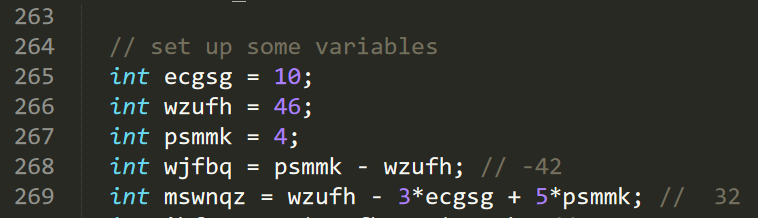 263
264 // set up some variables
265 int ecgsg = 10;
266 int wzufh = 46;
267 int psmmk = 4;
268 int wjfbq = psmmk - wzufh; // -42
269 int mswnqz = wzufh - 3*ecgsg + 5*psmmk; //  32